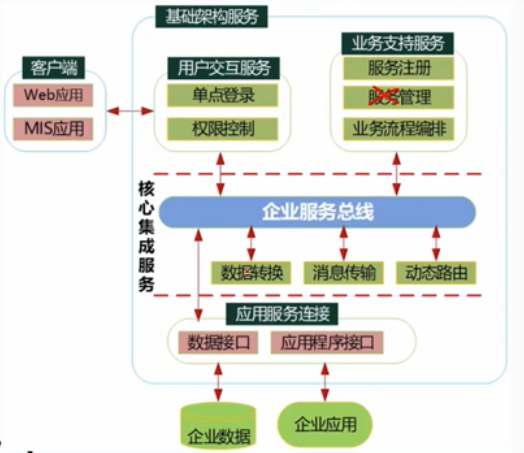 基础架构服务
业务支持服务
客户端
用户交互服务
服务注册
Web应用
单点登录
服务管理
MIS应用
权限控制
业务流程编排
核心集成服务
企业服务总线
数据转换
消息传输
动态路由
应用服务连接
数据接口
应用程序接口
企业数据
企业应用